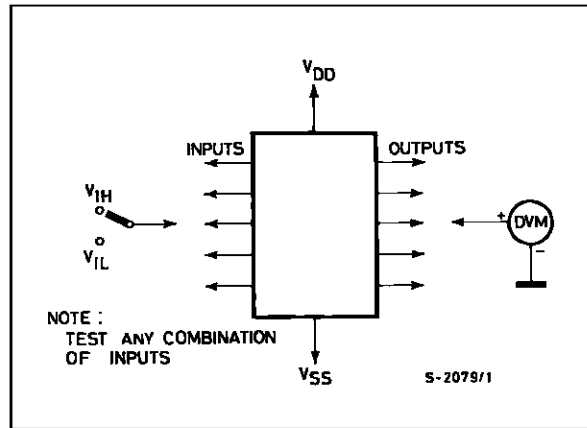 VDD
INPUTS
OUTPUTS
VIH
VIL
+
DVM
-
NOTE :
TEST ANY COMBINATION
OF INPUTS
VSS
S-2079/1